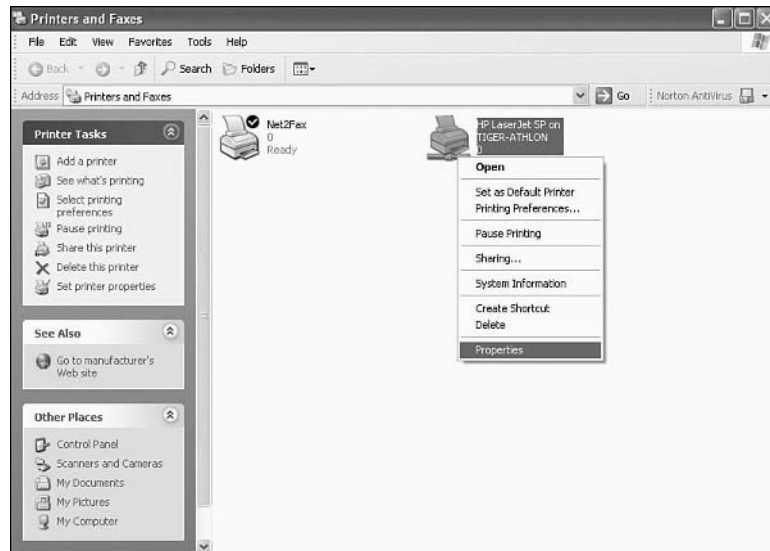 Printers and Faxes
File Edit View Favorites Tools Help
Back Search Folders
Address Printers and Faxes Go Norton AntiVirus
Printer Tasks
Add a printer
See what's printing
Select printing
preferences
Pause printing
Share this printer
Delete this printer
Set printer properties
See Also
Go to manufacturer's
Web site
Other Places
Control Panel
Scanners and Cameras
My Documents
My Pictures
My Computer
Net2Fax
0
Ready
HP LaserJet 5P on
TIGER-ATHLON
0
Open
Set as Default Printer
Printing Preferences...
Pause Printing
Sharing...
System Information
Create Shortcut
Delete
Properties